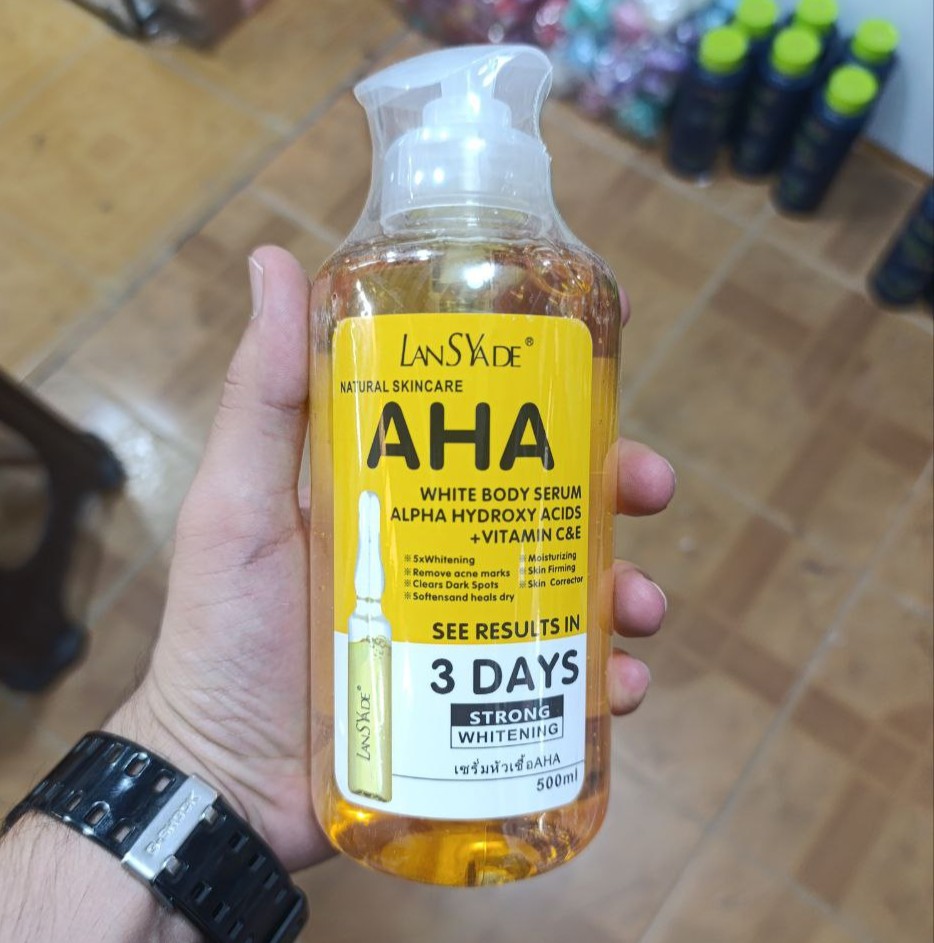 LANSYADE®
NATURAL SKINCARE
AHA
WHITE BODY SERUM
ALPHA HYDROXY ACIDS
+VITAMIN C&E
※5xWhitening
※Remove acne marks
※Clears Dark Spots
※Softensand heals dry
※Moisturizing
※Skin Firming
※Skin Corrector
SEE RESULTS IN
3 DAYS
STRONG
WHITENING
เซรั่มหัวเชื้อAHA
500ml
LANSYADE®
G-SHOCK